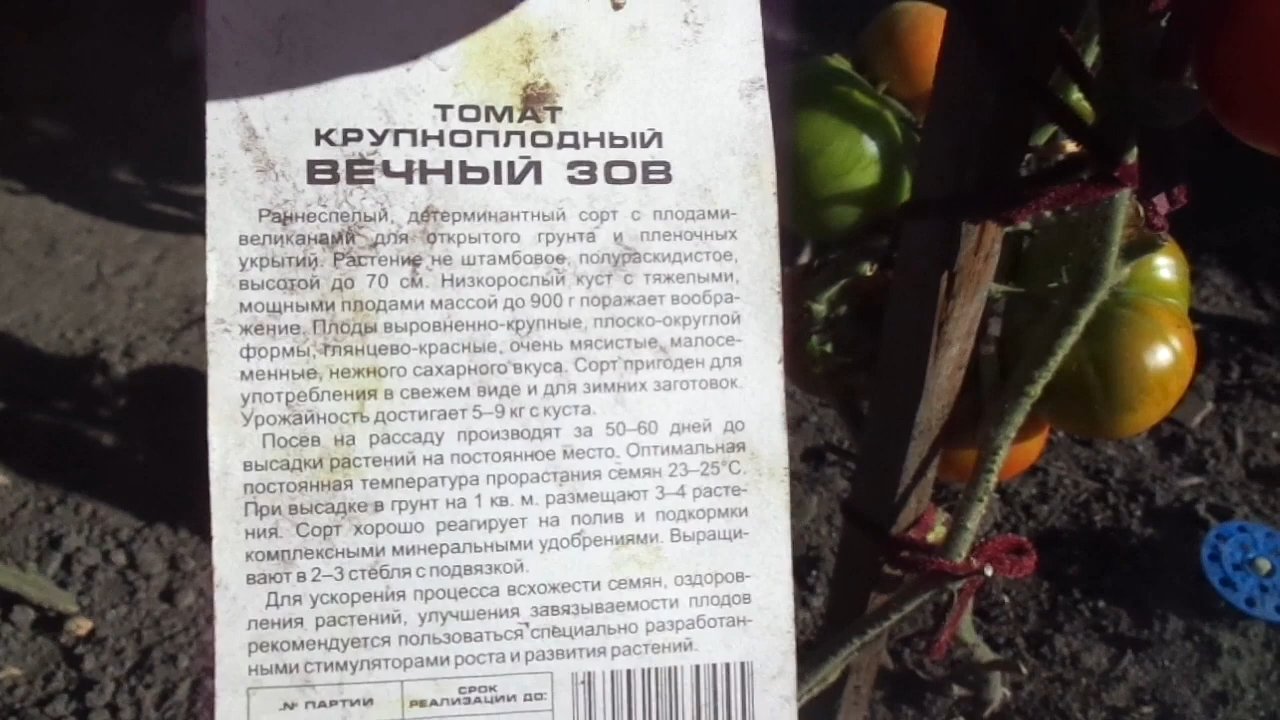 ТОМАТ
КРУПНОПЛОДНЫЙ
ВЕЧНЫЙ ЗОВ
Раннеспелый, детерминантный сорт с плодами-
великанами для открытого грунта и пленочных
укрытий. Растение не штамбовое, полураскидистое,
высотой до 70 см. Низкорослый куст с тяжелыми,
мощными плодами массой до 900 г поражает вообра-
жение. Плоды выровненно-крупные, плоско-округлой
формы, глянцево-красные, очень мясистые, малосе-
менные, нежного сахарного вкуса. Сорт пригоден для
употребления в свежем виде и для зимних заготовок.
Урожайность достигает 5–9 кг с куста.
Посев на рассаду производят за 50–60 дней до
высадки растений на постоянное место. Оптимальная
постоянная температура прорастания семян 23–25°С.
При высадке в грунт на 1 кв. м. размещают 3–4 расте-
ния. Сорт хорошо реагирует на полив и подкормки
комплексными минеральными удобрениями. Выращи-
вают в 2–3 стебля с подвязкой.
Для ускорения процесса всхожести семян, оздоров-
ления растений, улучшения завязываемости плодов
рекомендуется пользоваться специально разработан-
ными стимуляторами роста и развития растений.
№ ПАРТИИ
СРОК
РЕАЛИЗАЦИИ ДО: